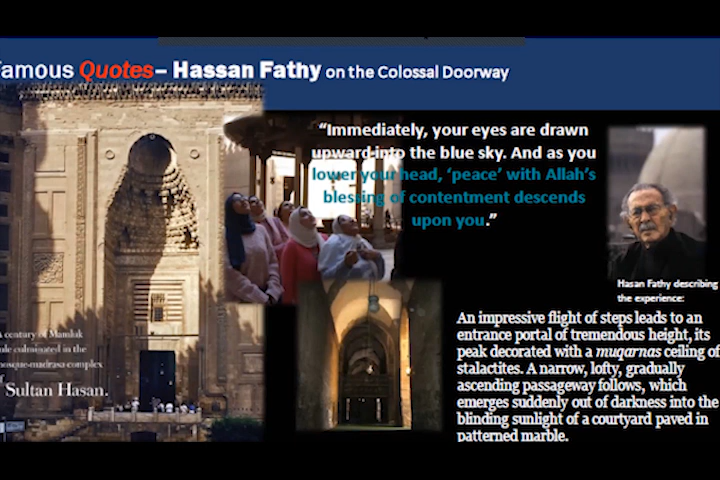 Famous Quotes – Hassan Fathy on the Colossal Doorway
“Immediately, your eyes are drawn
upward into the blue sky. And as you
lower your head, ‘peace’ with Allah’s
blessing of contentment descends
upon you.”
Hasan Fathy describing
the experience:
A century of Mamluk
rule culminated in the
mosque-madrasa complex
of
Sultan Hasan.
An impressive flight of steps leads to an
entrance portal of tremendous height, its
peak decorated with a muqarnas ceiling of
stalactites. A narrow, lofty, gradually
ascending passageway follows, which
emerges suddenly out of darkness into the
blinding sunlight of a courtyard paved in
patterned marble.